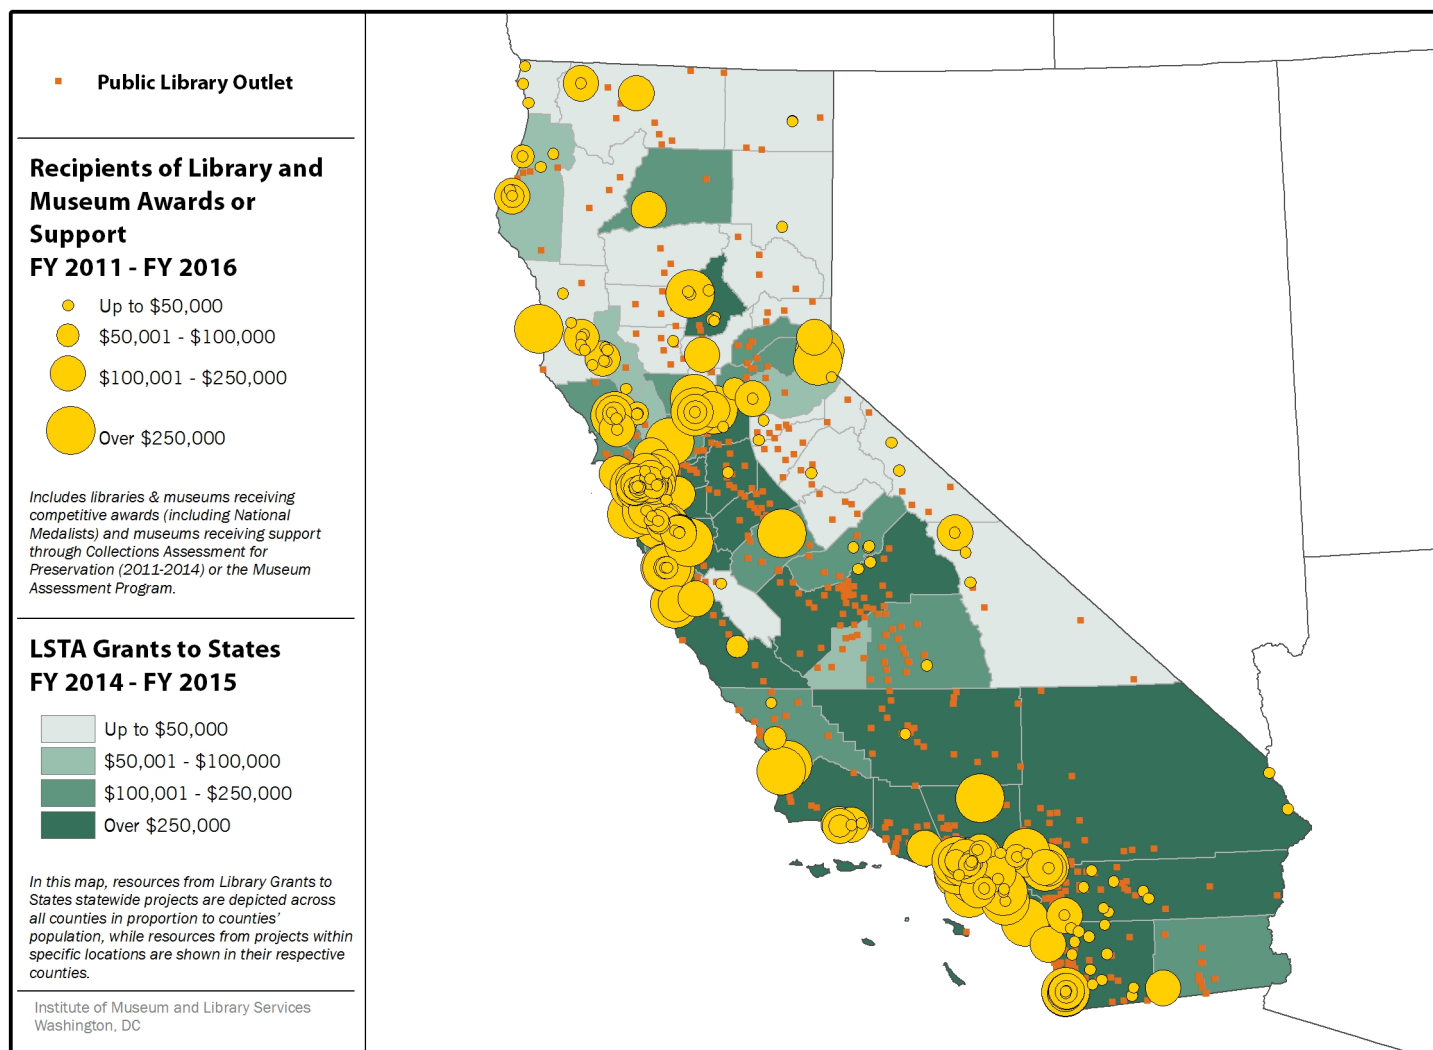 Public Library Outlet
Recipients of Library and
Museum Awards or
Support
FY 2011 - FY 2016
Up to $50,000
$50,001 - $100,000
$100,001 - $250,000
Over $250,000
Includes libraries & museums receiving
competitive awards (including National
Medalists) and museums receiving support
through Collections Assessment for
Preservation (2011-2014) or the Museum
Assessment Program.
LSTA Grants to States
FY 2014 - FY 2015
Up to $50,000
$50,001 - $100,000
$100,001 - $250,000
Over $250,000
In this map, resources from Library Grants to
States statewide projects are depicted across
all counties in proportion to counties'
population, while resources from projects within
specific locations are shown in their respective
counties.
Institute of Museum and Library Services
Washington, DC